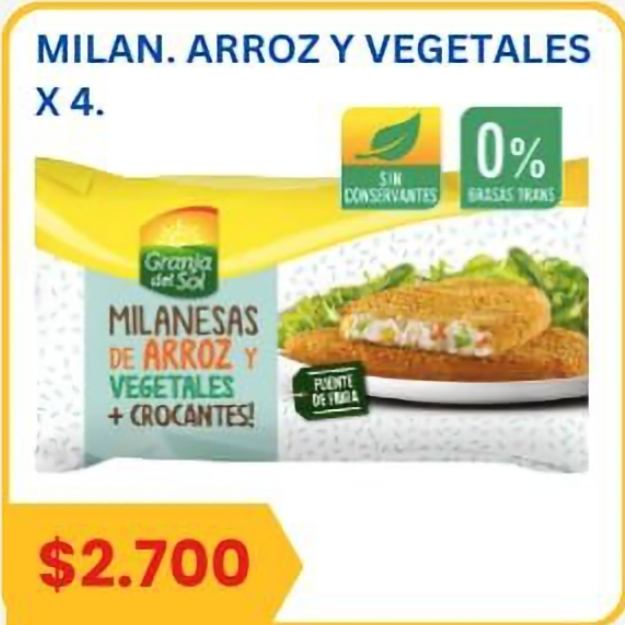 MILAN. ARROZ Y VEGETALES
X 4.
SIN
CONSERVANTES
0%
GRASAS TRANS
Granja
del Sol
MILANESAS
DE ARROZ Y
VEGETALES
+ CROCANTES!
FUENTE
DE FIBRA
$2.700